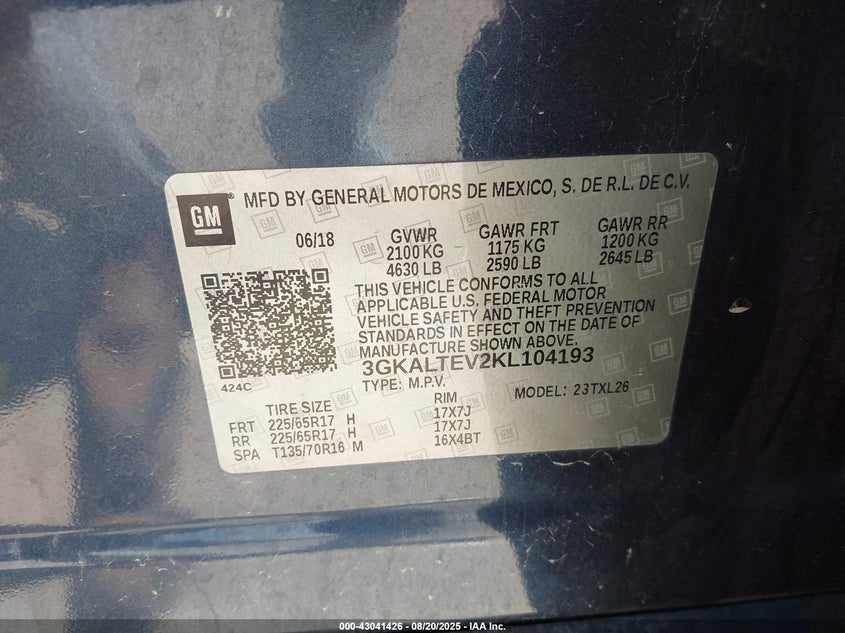 GM ® MFD BY GENERAL MOTORS DE MEXICO, S. DE R.L. DE C.V.
06/18 GVWR GAWR FRT GAWR RR
2100 KG 1175 KG 1200 KG
4630 LB 2590 LB 2645 LB
THIS VEHICLE CONFORMS TO ALL
APPLICABLE U.S. FEDERAL MOTOR
VEHICLE SAFETY AND THEFT PREVENTION
STANDARDS IN EFFECT ON THE DATE OF
MANUFACTURE SHOWN ABOVE.
3GKALTEV2KL104193
424C TYPE: M.P.V. MODEL: 23TXL26
TIRE SIZE RIM
FRT 225/65R17 H 17X7J
RR 225/65R17 H 17X7J
SPA T135/70R16 M 16X4BT
000-43041426 - 08/20/2025 - IAA Inc.